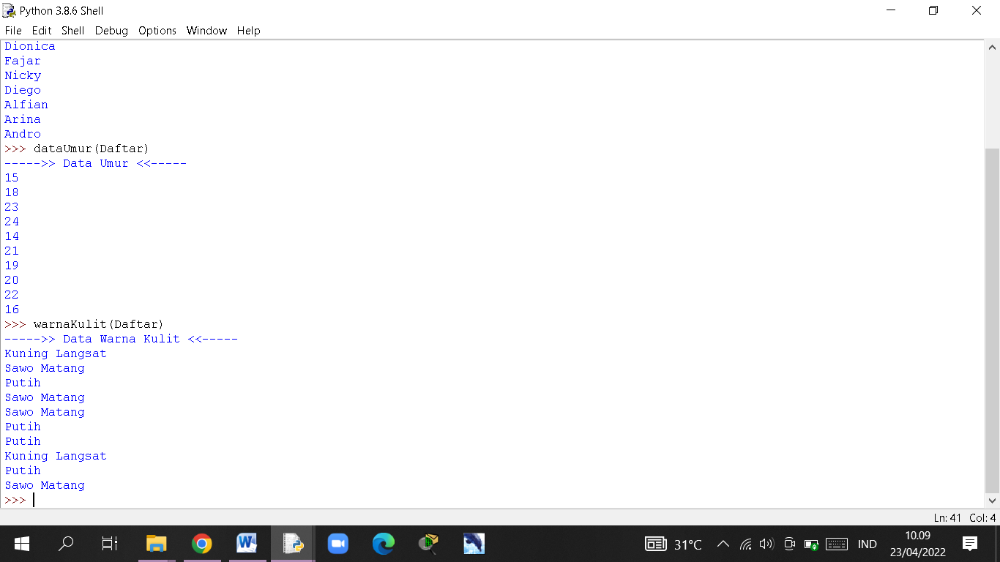 Python 3.8.6 Shell
File Edit Shell Debug Options Window Help
Dionica
Fajar
Nicky
Diego
Alfian
Arina
Andro
>>> dataUmur(Daftar)
----->> Data Umur <<-----
15
18
23
24
14
21
19
20
22
16
>>> warnaKulit(Daftar)
----->> Data Warna Kulit <<-----
Kuning Langsat
Sawo Matang
Putih
Sawo Matang
Sawo Matang
Putih
Putih
Kuning Langsat
Putih
Sawo Matang
>>>
Ln: 41 Col: 4
31°C IND 10.09
23/04/2022